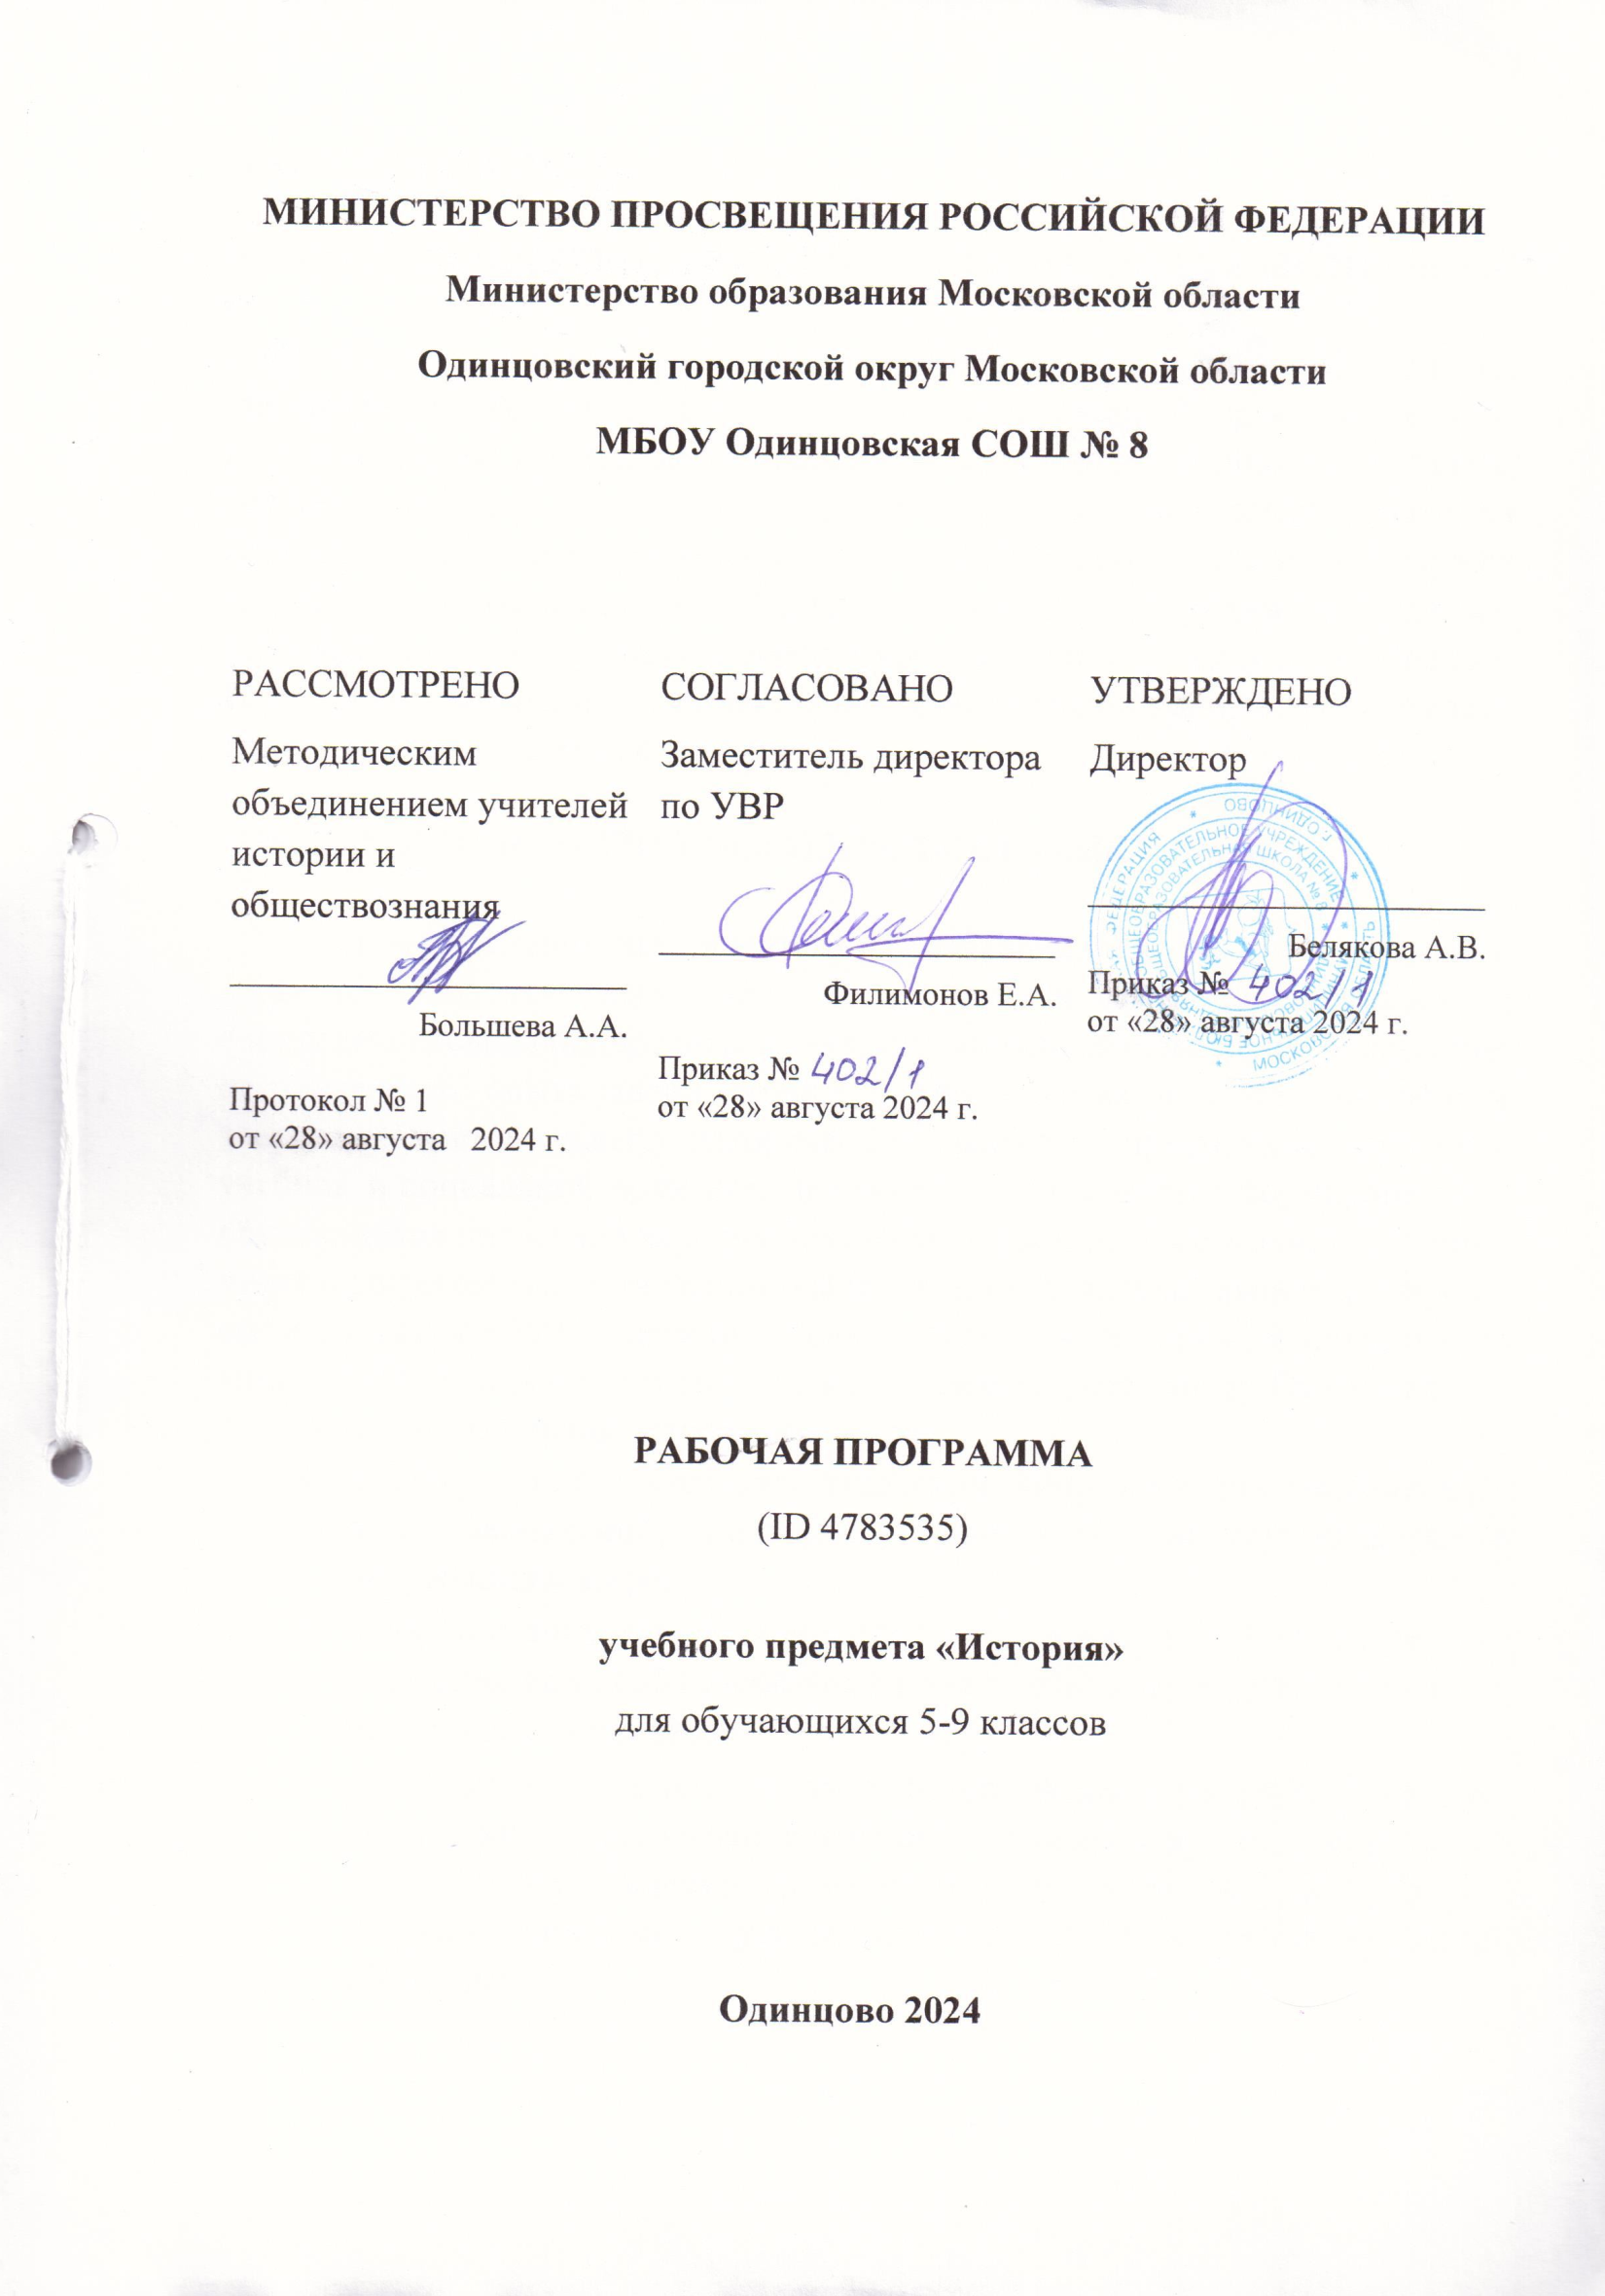 МИНИСТЕРСТВО ПРОСВЕЩЕНИЯ РОССИЙСКОЙ ФЕДЕРАЦИИ
Министерство образования Московской области
Одинцовский городской округ Московской области
МБОУ Одинцовская СОШ № 8
РАССМОТРЕНО
Методическим
объединением учителей
истории и
обществознания
Большева А.А.
Протокол № 1
от «28» августа 2024 г.
СОГЛАСОВАНО
Заместитель директора
по УВР
Филимонов Е.А.
Приказ № 402/1
от «28» августа 2024 г.
УТВЕРЖДЕНО
Директор
Белякова А.В.
Приказ № 402/1
от «28» августа 2024 г.
РАБОЧАЯ ПРОГРАММА
(ID 4783535)
учебного предмета «История»
для обучающихся 5-9 классов
Одинцово 2024